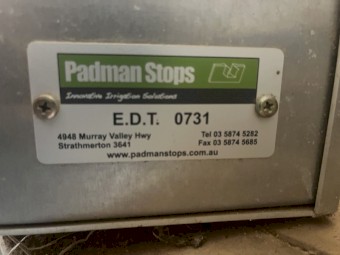 Padman Stops
Innovative Irrigation Solutions
E.D.T. 0731
4948 Murray Valley Hwy Tel 03 5874 5282
Strathmerton 3641 Fax 03 5874 5685
www.padmanstops.com.au